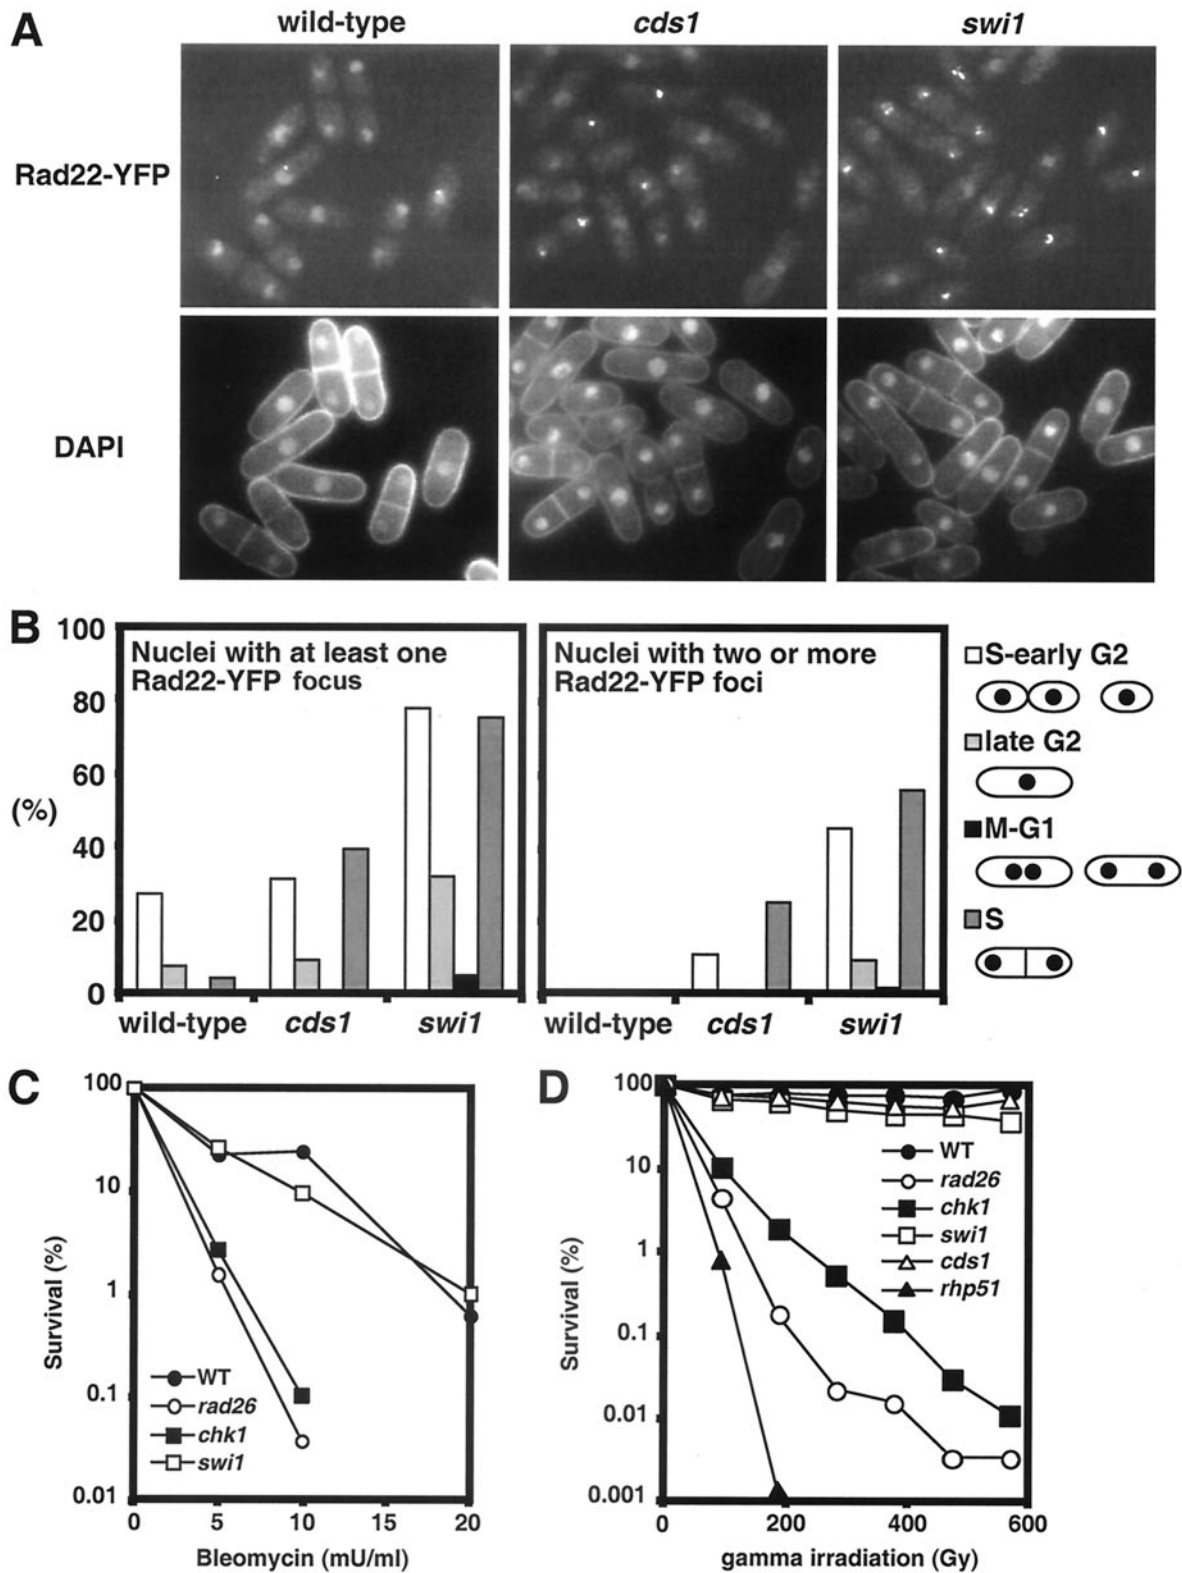 A
wild-type
cds1
swi1
Rad22-YFP
DAPI
B
100
80
60
(%)
40
20
0
Nuclei with at least one
Rad22-YFP focus
wild-type
cds1
swi1
Nuclei with two or more
Rad22-YFP foci
wild-type
cds1
swi1
S-early G2
late G2
M-G1
S
C
100
10
1
0.1
0.01
Survival (%)
WT
rad26
chk1
swi1
0
5
10
15
20
Bleomycin (mU/ml)
D
100
10
1
0.1
0.01
0.001
Survival (%)
WT
rad26
chk1
swi1
cds1
rhp51
0
200
400
600
gamma irradiation (Gy)